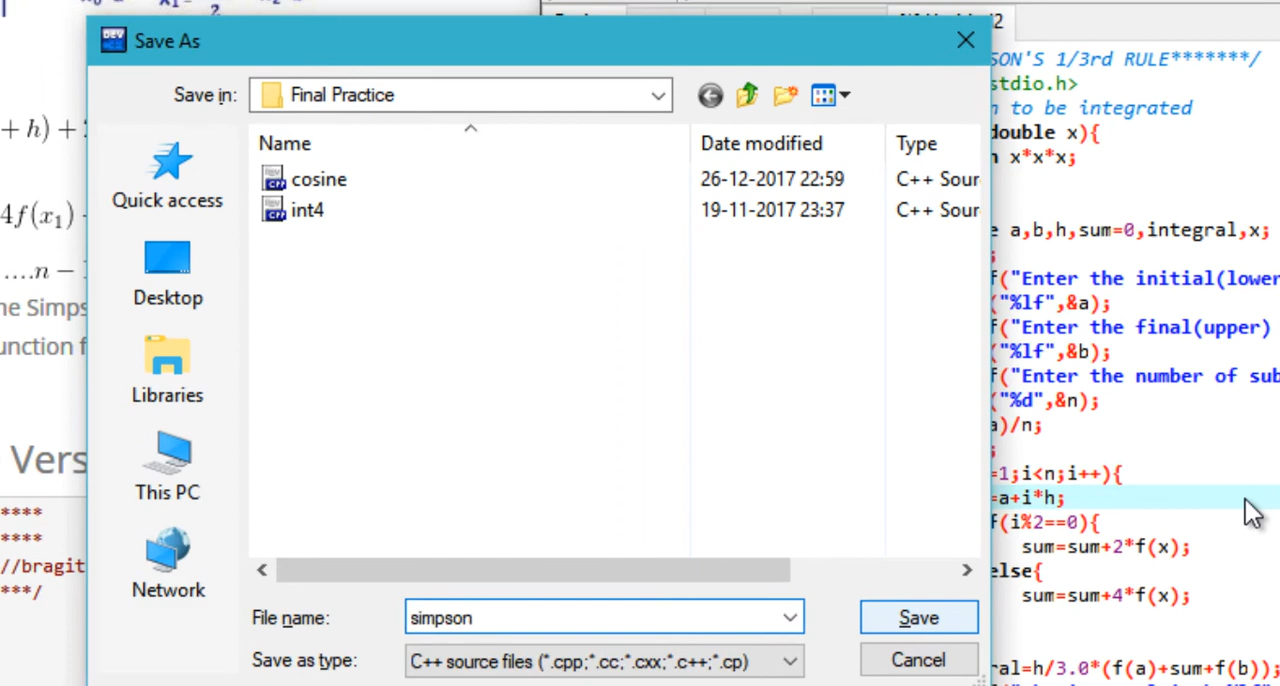 DEV
Save As
Save in:
Final Practice
Name
Date modified
Type
cosine
26-12-2017 22:59
C++ Sour
int4
19-11-2017 23:37
C++ Sour
Quick access
Desktop
Libraries
This PC
Network
File name:
simpson
Save
Save as type:
C++ source files (*.cpp;*.cc;*.cxx;*.c++;*.cp)
Cancel
+ h) +
4f(x₁)
....n −
he Simps
unction f
Vers
****
****
//bragit
***/
SON'S 1/3rd RULE*******/
stdio.h>
n to be integrated
double x){
n x*x*x;
e a,b,h,sum=0,integral,x;
;
f("Enter the initial(lower
("%lf",&a);
f("Enter the final(upper)
("%lf",&b);
f("Enter the number of sub
("%d",&n);
a)/n;
;
=1;i<n;i++){
=a+i*h;
f(i%2==0){
sum=sum+2*f(x);
else{
sum=sum+4*f(x);
ral=h/3.0*(f(a)+sum+f(b));